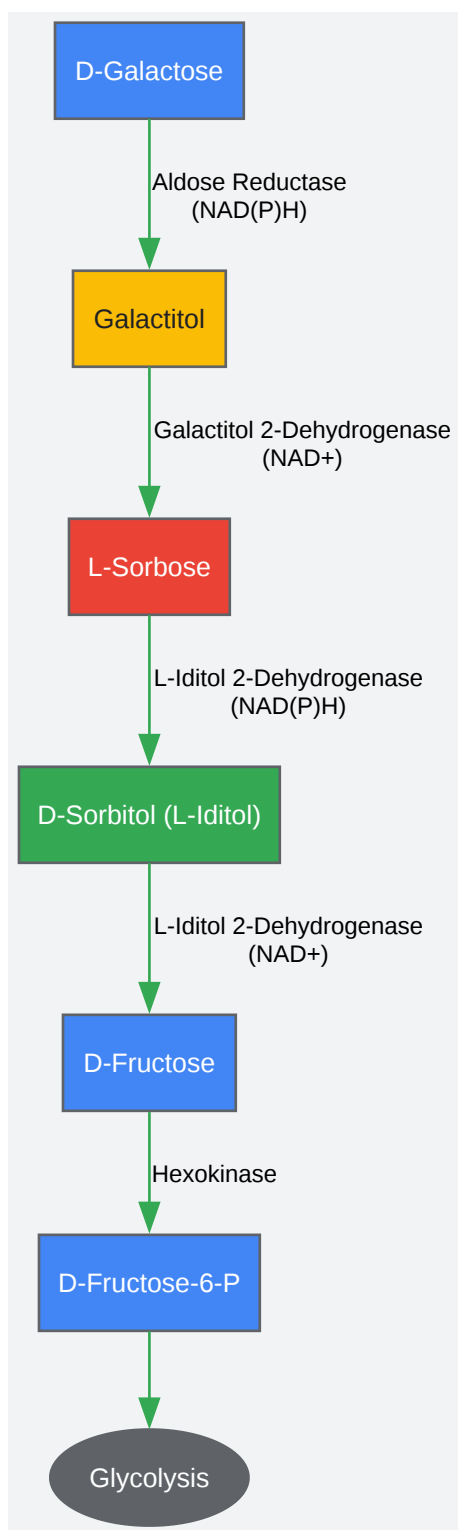 D-Galactose
Aldose Reductase
(NAD(P)H)
Galactitol
Galactitol 2-Dehydrogenase
(NAD+)
L-Sorbose
L-Iditol 2-Dehydrogenase
(NAD(P)H)
D-Sorbitol (L-Iditol)
L-Iditol 2-Dehydrogenase
(NAD+)
D-Fructose
Hexokinase
D-Fructose-6-P
Glycolysis